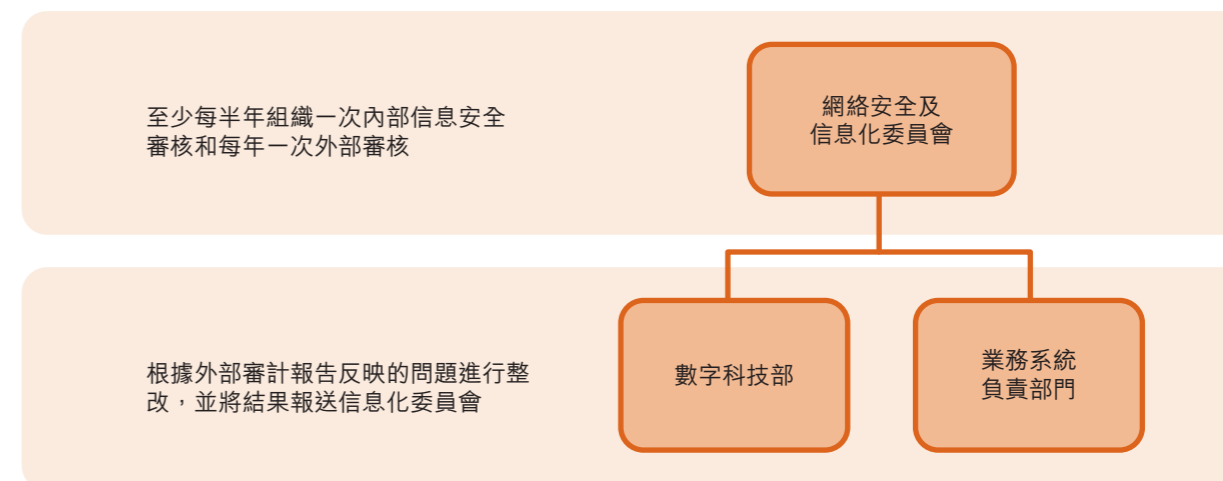 至少每半年組織一次內部信息安全
審核和每年一次外部審核
網絡安全及
信息化委員會
根據外部審計報告反映的問題進行整
改，並將結果報送信息化委員會
數字科技部
業務系統
負責部門